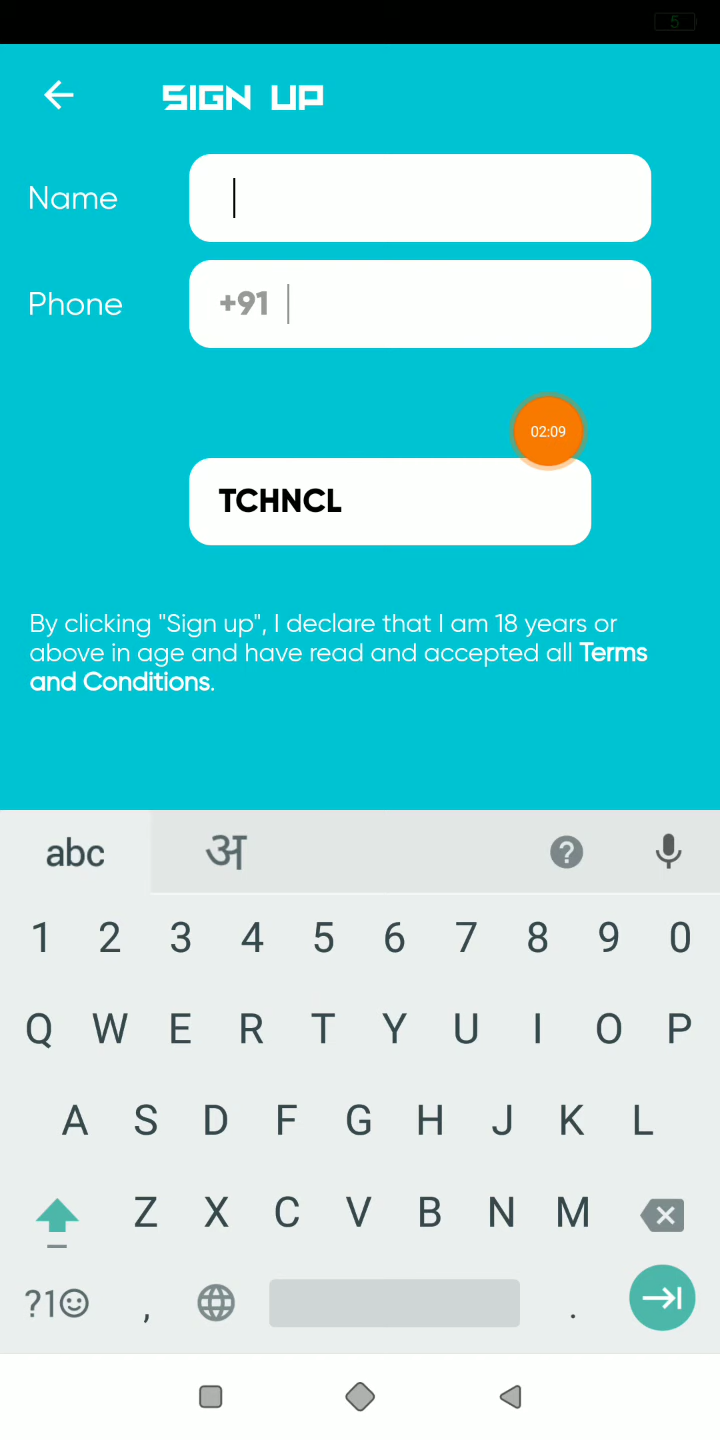 5
SIGN UP
Name
Phone +91
02:09
TCHNCL
By clicking "Sign up", I declare that I am 18 years or
above in age and have read and accepted all Terms
and Conditions.
abc अ ?
1 2 3 4 5 6 7 8 9 0
Q W E R T Y U I O P
A S D F G H J K L
Z X C V B N M
?1☺ , .